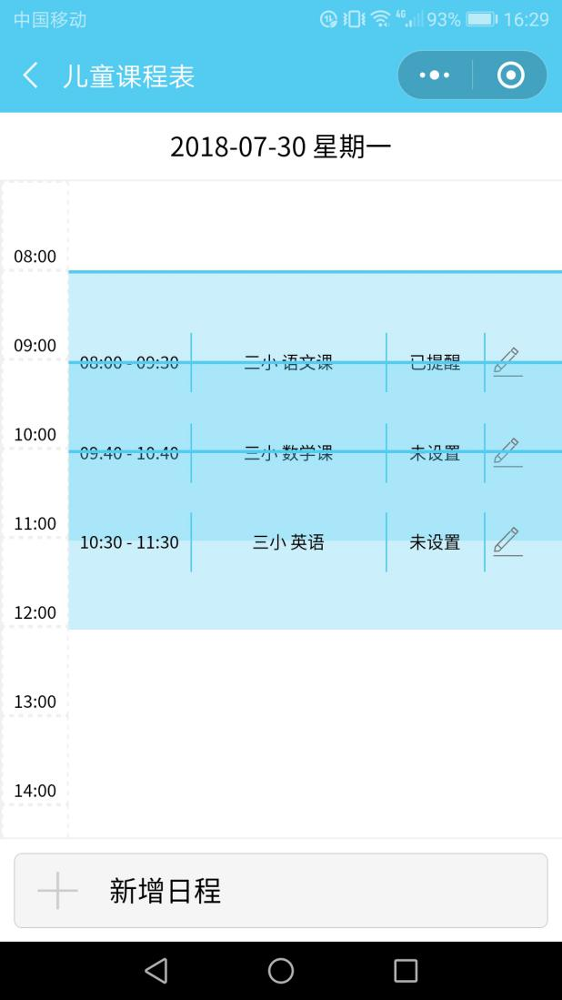 中国移动 4G 93% 16:29
儿童课程表
2018-07-30 星期一
08:00
09:00
08:00 - 09:30 三小 语文课 已提醒
10:00
09:40 - 10:40 三小 数学课 未设置
11:00
10:30 - 11:30 三小 英语 未设置
12:00
13:00
14:00
新增日程